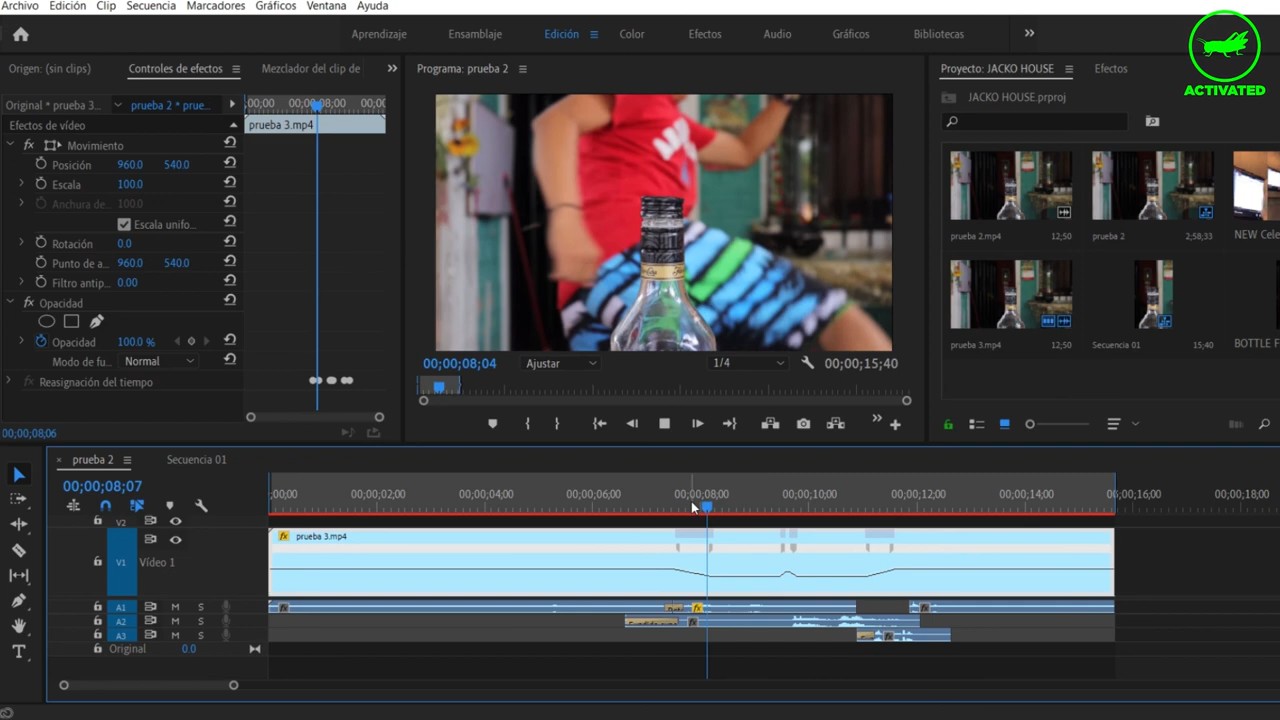 Archivo Edición Clip Secuencia Marcadores Gráficos Ventana Ayuda
Aprendizaje Ensamblaje Edición Color Efectos Audio Gráficos Bibliotecas
ACTIVATED
Origen: (sin clips) Controles de efectos Mezclador del clip de
Original * prueba 3... prueba 2 * prue...
;00;00 00;00;08;00 00;00
Efectos de vídeo
prueba 3.mp4
Movimiento
Posición 960.0 540.0
Escala 100.0
Anchura de... 100.0
Escala unifo...
Rotación 0.0
Punto de a... 960.0 540.0
Filtro antip... 0.00
Opacidad
Opacidad 100.0 %
Modo de fu... Normal
Reasignación del tiempo
00;00;08;06
Programa: prueba 2
00;00;08;04 Ajustar 1/4 00;00;15;40
Proyecto: JACKO HOUSE Efectos
JACKO HOUSE.prproj
prueba 2.mp4 12;50 prueba 2 2;58;33 NEW Cele
prueba 3.mp4 12;50 Secuencia 01 15;40 BOTTLE F
prueba 2 Secuencia 01
00;00;08;07
;00;00 00;00;02;00 00;00;04;00 00;00;06;00 00;00;08;00 00;00;10;00 00;00;12;00 00;00;14;00 00;00;16;00 00;00;18;00
V2
fx prueba 3.mp4
V1 Vídeo 1
A1 M S
A2 M S
A3 M S
Original 0.0